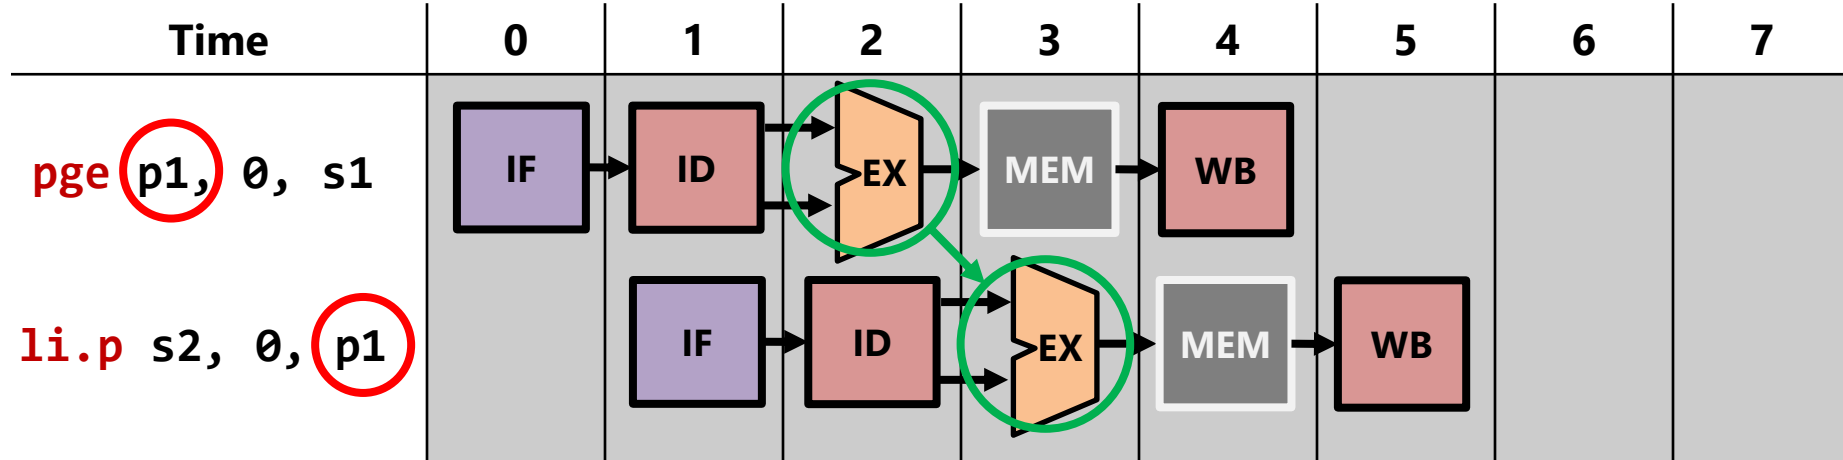 Time 0 1 2 3 4 5 6 7
pge p1, 0, s1 IF ID EX MEM WB
li.p s2, 0, p1 IF ID EX MEM WB